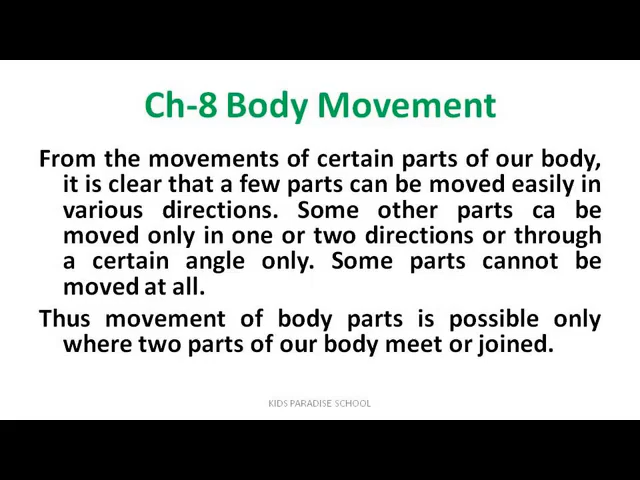 Ch-8 Body Movement
From the movements of certain parts of our body,
it is clear that a few parts can be moved easily in
various directions. Some other parts ca be
moved only in one or two directions or through
a certain angle only. Some parts cannot be
moved at all.
Thus movement of body parts is possible only
where two parts of our body meet or joined.
KIDS PARADISE SCHOOL